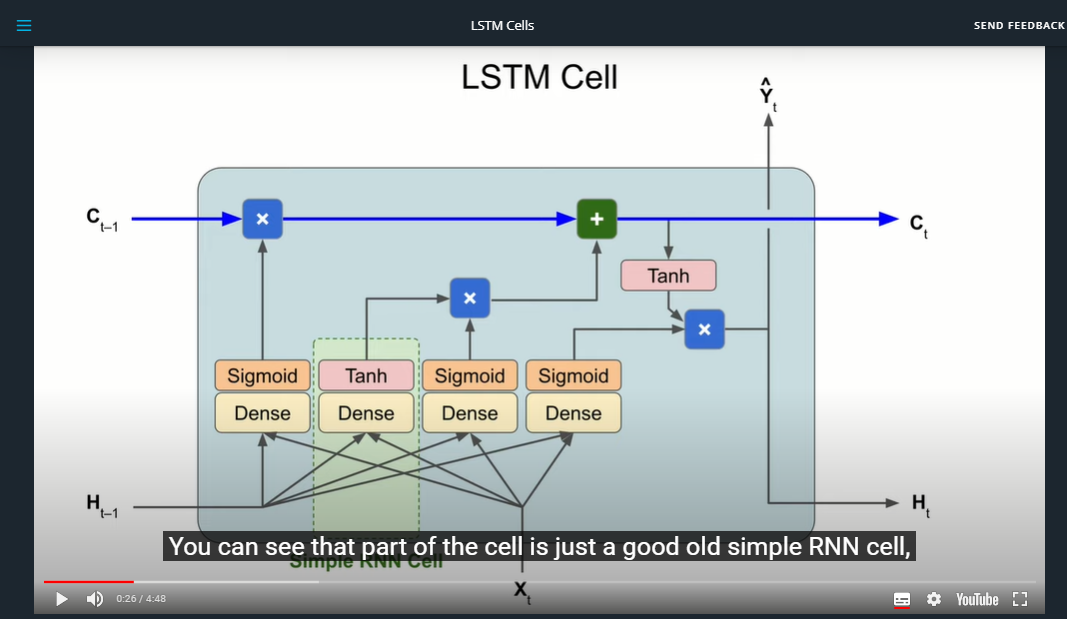 LSTM Cells
SEND FEEDBACK
LSTM Cell
Ŷt
Ct–1
×
+
Ct
Tanh
×
×
Sigmoid Tanh Sigmoid Sigmoid
Dense Dense Dense Dense
Ht–1
Ht
You can see that part of the cell is just a good old simple RNN cell,
Simple RNN Cell
Xt
0:26 / 4:48
YouTube